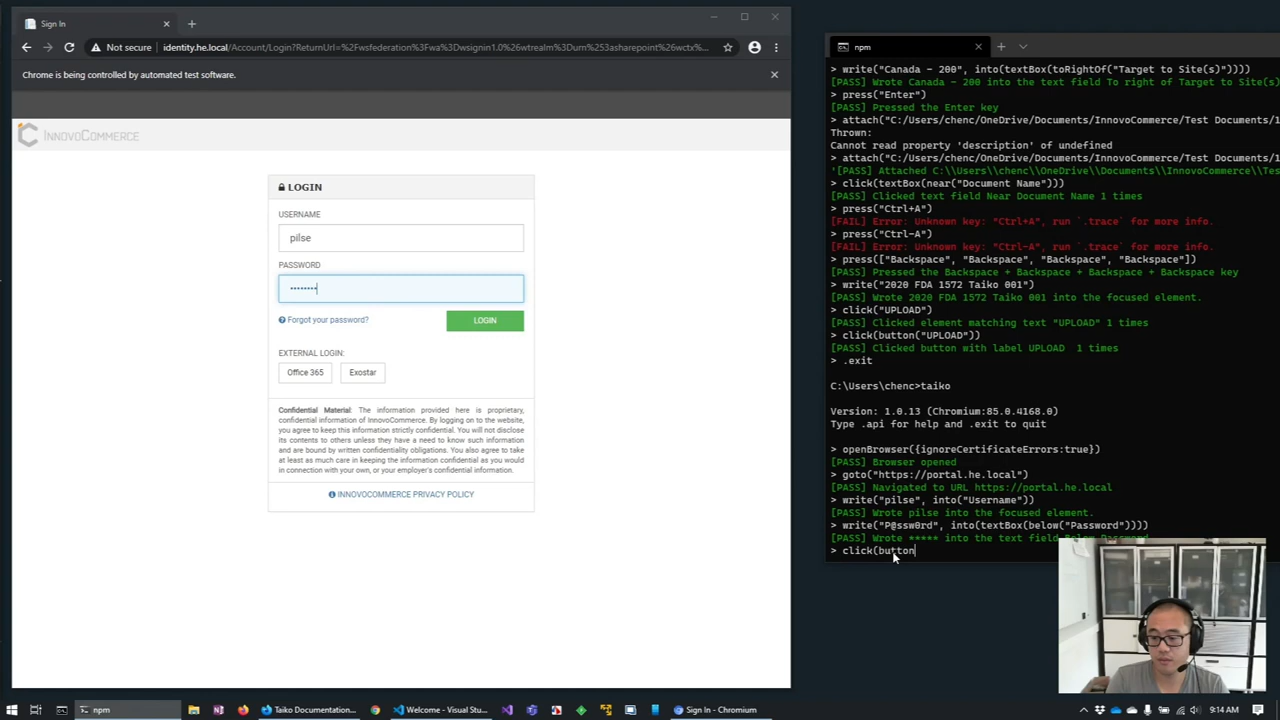 Sign In
Not secure
identity.he.local/Account/Login?ReturnUrl=%2Fwsfederation%3Fwa%3Dwsignin1.0%26wtrealm%3Durn%253asharepoint%26wctx%...
Chrome is being controlled by automated test software.
INNOVOCOMMERCE
LOGIN
USERNAME
pilse
PASSWORD
••••••••
Forgot your password?
LOGIN
EXTERNAL LOGIN:
Office 365
Exostar
Confidential Material: The information provided here is proprietary,
confidential information of InnovoCommerce. By logging on to the website,
you agree to keep this information strictly confidential. You will not disclose
its contents to others unless they have a need to know such information
and are bound by written confidentiality obligations. You also agree to take
at least as much care in keeping the information confidential as you would
in connection with your own, or your employer's confidential information.
INNOVOCOMMERCE PRIVACY POLICY
npm
> write("Canada - 200", into(textBox(toRightOf("Target to Site(s)"))))
[PASS] Wrote Canada - 200 into the text field To right of Target to Site(s)
> press("Enter")
[PASS] Pressed the Enter key
> attach("C:/Users/chenc/OneDrive/Documents/InnovoCommerce/Test Documents/1
Thrown:
Cannot read property 'description' of undefined
> attach("C:/Users/chenc/OneDrive/Documents/InnovoCommerce/Test Documents/1
'[PASS] Attached C:\\Users\\chenc\\OneDrive\\Documents\\InnovoCommerce\\Tes
> click(textBox(near("Document Name")))
[PASS] Clicked text field Near Document Name 1 times
> press("Ctrl+A")
[FAIL] Error: Unknown key: "Ctrl+A", run `.trace` for more info.
> press("Ctrl-A")
[FAIL] Error: Unknown key: "Ctrl-A", run `.trace` for more info.
> press(["Backspace", "Backspace", "Backspace", "Backspace"])
[PASS] Pressed the Backspace + Backspace + Backspace + Backspace key
> write("2020 FDA 1572 Taiko 001")
[PASS] Wrote 2020 FDA 1572 Taiko 001 into the focused element.
> click("UPLOAD")
[PASS] Clicked element matching text "UPLOAD" 1 times
> click(button("UPLOAD"))
[PASS] Clicked button with label UPLOAD  1 times
> .exit
C:\Users\chenc>taiko
Version: 1.0.13 (Chromium:85.0.4168.0)
Type .api for help and .exit to quit
> openBrowser({ignoreCertificateErrors:true})
[PASS] Browser opened
> goto("https://portal.he.local")
[PASS] Navigated to URL https://portal.he.local
> write("pilse", into("Username"))
[PASS] Wrote pilse into the focused element.
> write("P@ssw0rd", into(textBox(below("Password"))))
[PASS] Wrote ***** into the text field Below Password
> click(button
npm
Taiko Documentation...
Welcome - Visual Stu...
Sign In - Chromium
9:14 AM